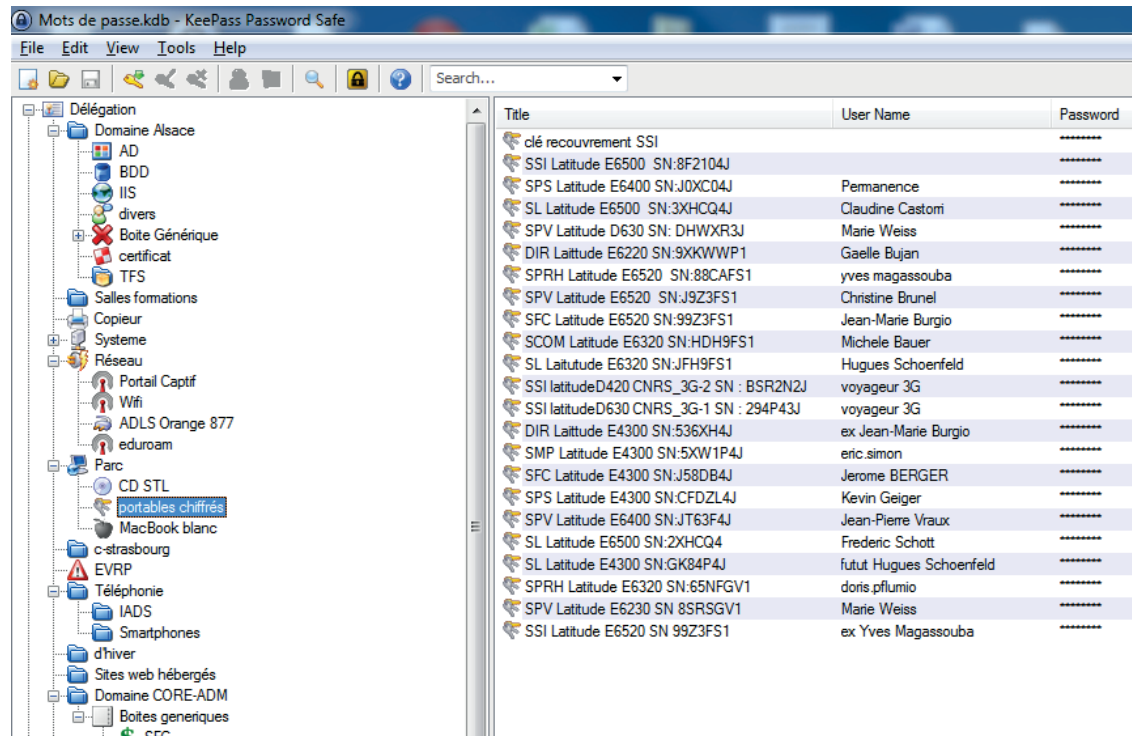 Mots de passe.kdb - KeePass Password Safe
File Edit View Tools Help
Search...
Délégation
Domaine Alsace
AD
BDD
IIS
divers
Boite Générique
certificat
TFS
Salles formations
Copieur
Systeme
Réseau
Portail Captif
Wifi
ADLS Orange 877
eduroam
Parc
CD STL
portables chiffrés
MacBook blanc
c-strasbourg
EVRP
Téléphonie
IADS
Smartphones
d'hiver
Sites web hébergés
Domaine CORE-ADM
Boites generiques
SFC
Title User Name Password
clé recouvrement SSI ********
SSI Latitude E6500 SN:8F2104J ********
SPS Latitude E6400 SN:J0XC04J Permanence ********
SL Latitude E6500 SN:3XHCQ4J Claudine Castorri ********
SPV Latitude D630 SN: DHWXR3J Marie Weiss ********
DIR Laittude E6220 SN:9XKWWP1 Gaelle Bujan ********
SPRH Latitude E6520 SN:88CAFS1 yves magassouba ********
SPV Latitude E6520 SN:J9Z3FS1 Christine Brunel ********
SFC Latitude E6520 SN:99Z3FS1 Jean-Marie Burgio ********
SCOM Latitude E6320 SN:HDH9FS1 Michele Bauer ********
SL Laitutude E6320 SN:JFH9FS1 Hugues Schoenfeld ********
SSI latitudeD420 CNRS_3G-2 SN : BSR2N2J voyageur 3G ********
SSI latitudeD630 CNRS_3G-1 SN : 294P43J voyageur 3G ********
DIR Laittude E4300 SN:536XH4J ex Jean-Marie Burgio ********
SMP Latitude E4300 SN:5XW1P4J eric.simon ********
SFC Latitude E4300 SN:J58DB4J Jerome BERGER ********
SPS Latitude E4300 SN:CFDZL4J Kevin Geiger ********
SPV Latitude E6400 SN:JT63F4J Jean-Pierre Vraux ********
SL Latitude E6500 SN:2XHCQ4 Frederic Schott ********
SL Latitude E4300 SN:GK84P4J futut Hugues Schoenfeld ********
SPRH Latitude E6320 SN:65NFGV1 doris.pflumio ********
SPV Latitude E6230 SN 8SRSGV1 Marie Weiss ********
SSI Latitude E6520 SN 99Z3FS1 ex Yves Magassouba ********